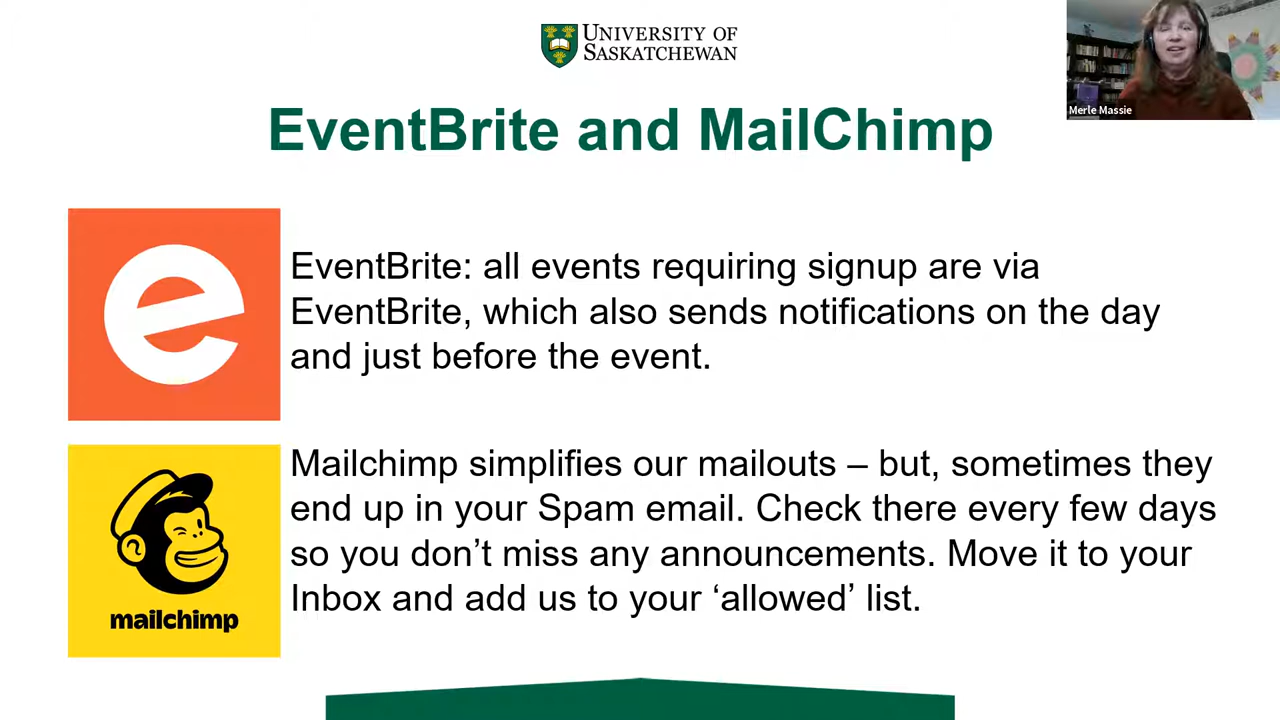 UNIVERSITY OF
SASKATCHEWAN
Merle Massie
EventBrite and MailChimp
e
EventBrite: all events requiring signup are via
EventBrite, which also sends notifications on the day
and just before the event.
Mailchimp simplifies our mailouts – but, sometimes they
end up in your Spam email. Check there every few days
so you don’t miss any announcements. Move it to your
Inbox and add us to your ‘allowed’ list.
mailchimp